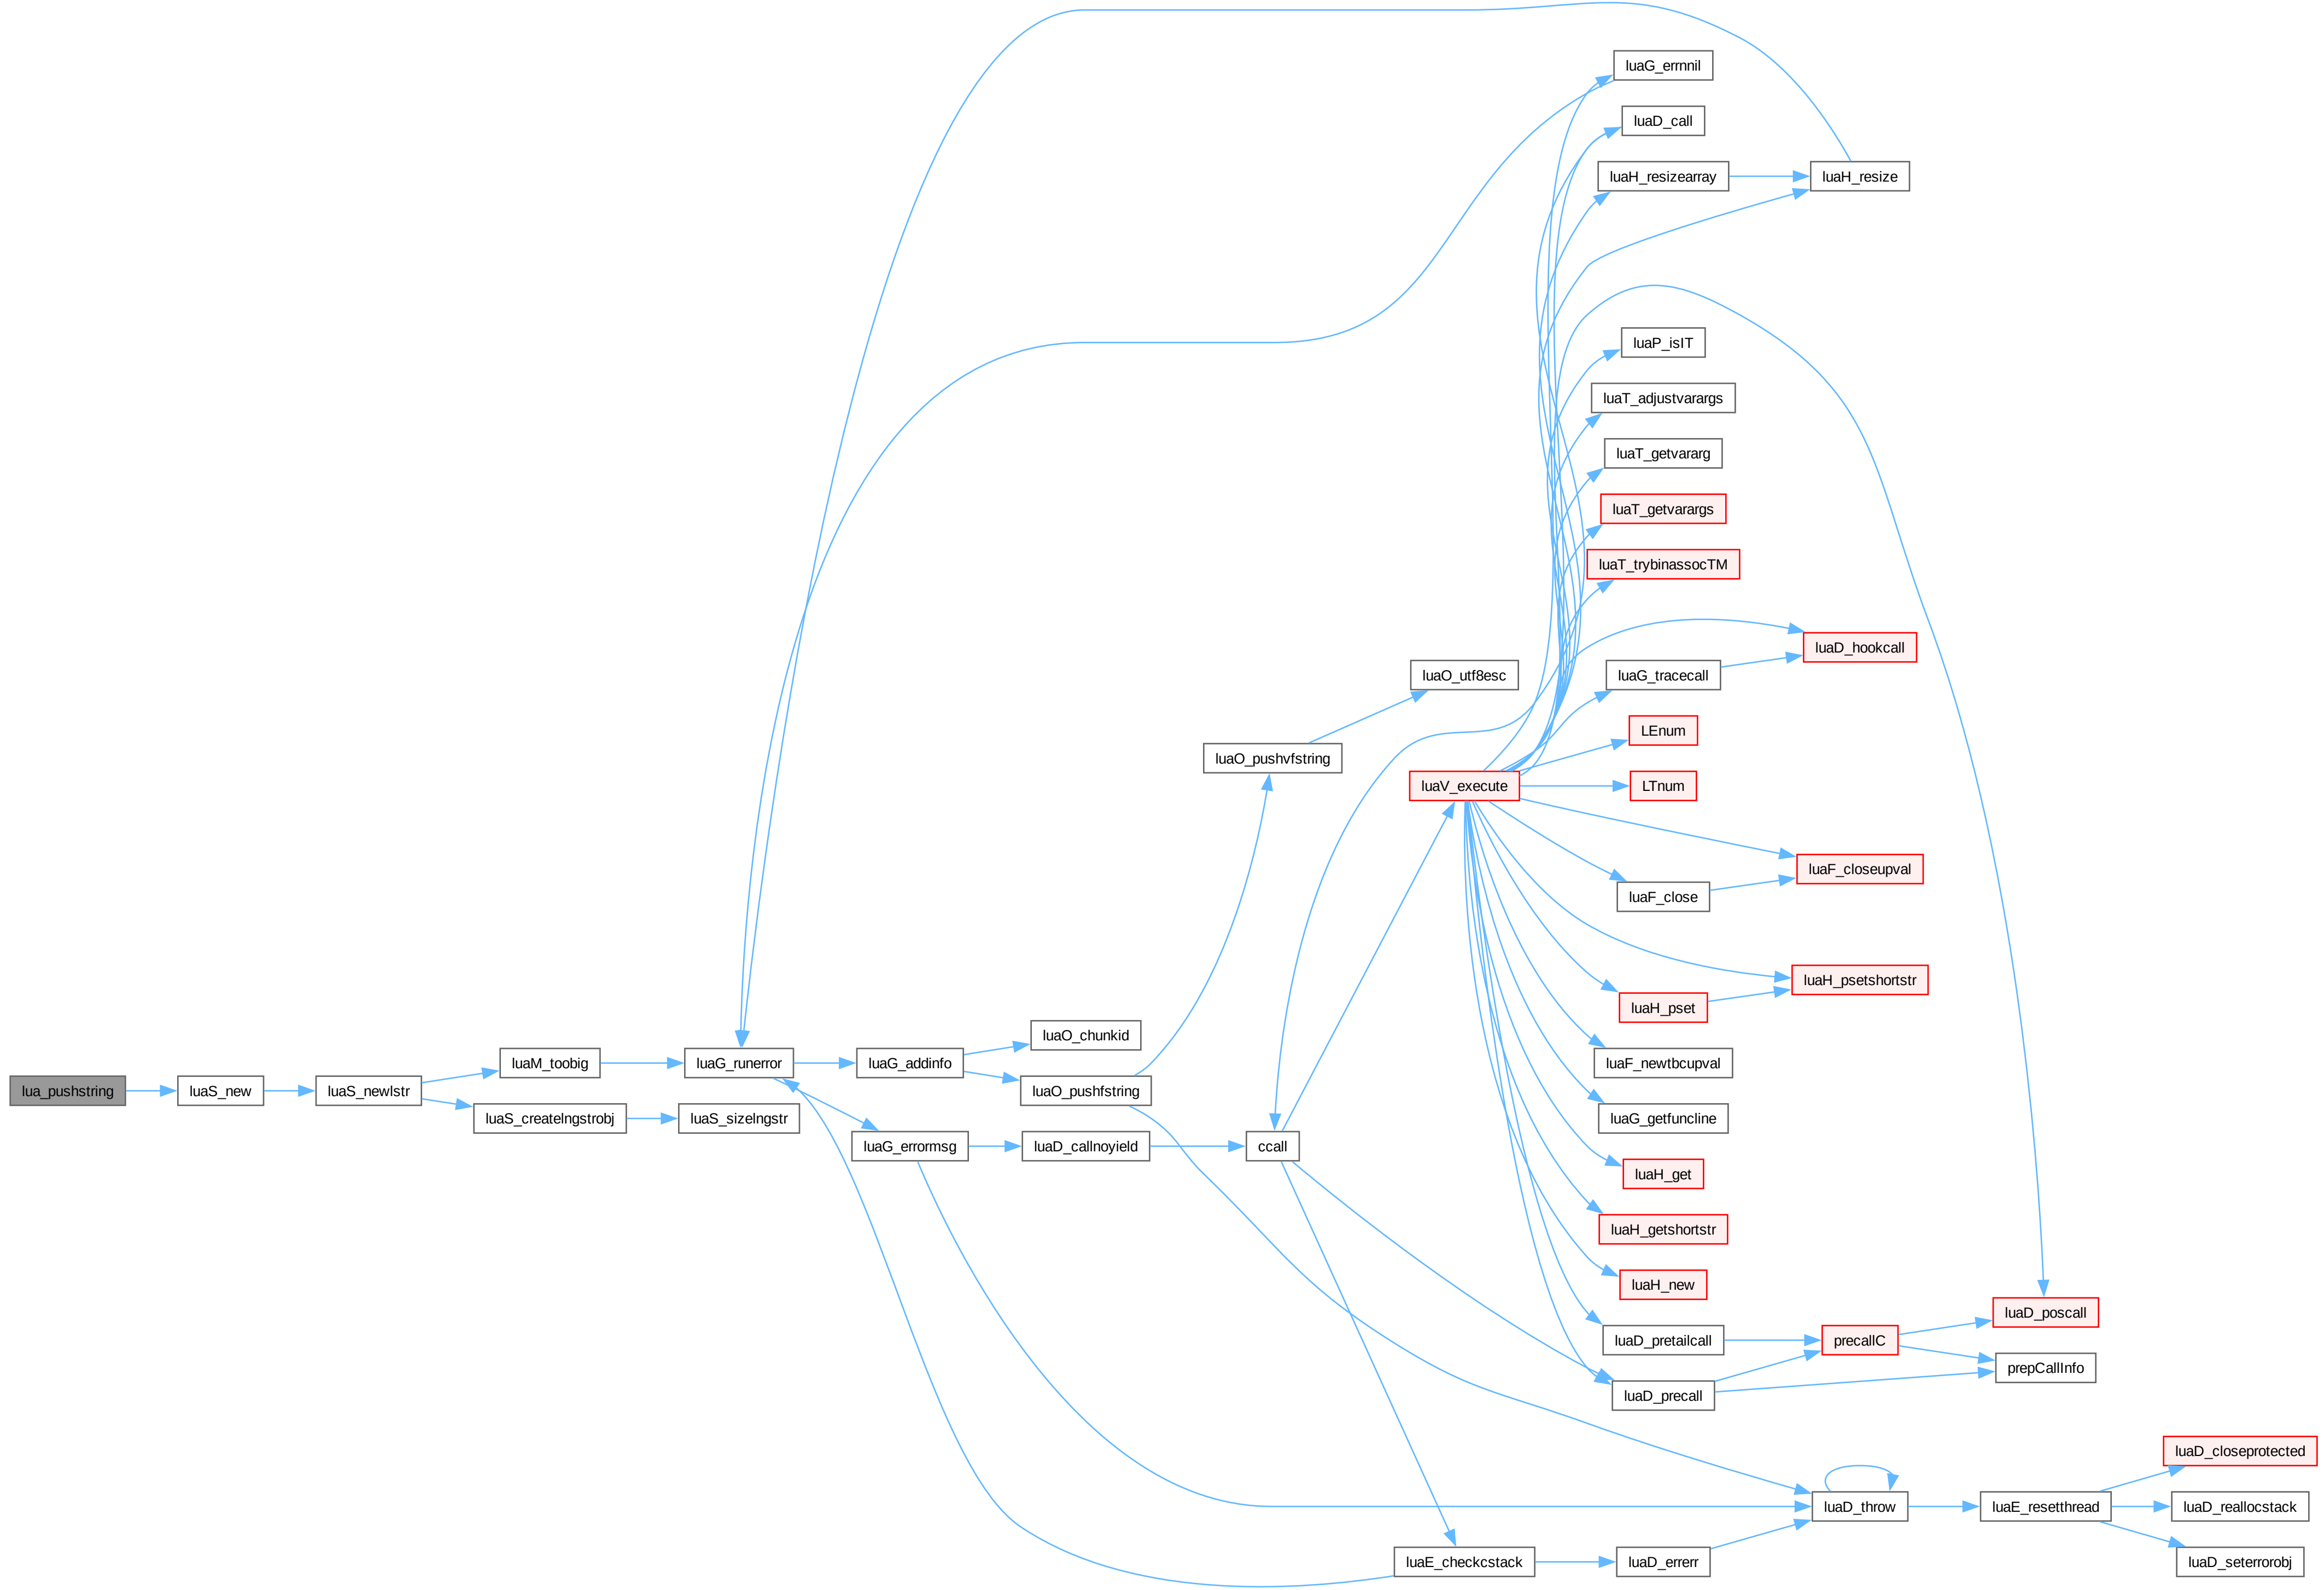 luaG_errnnil
luaD_call
luaH_resizearray
luaH_resize
luaP_isIT
luaT_adjustvarargs
luaT_getvararg
luaT_getvarargs
luaT_trybinassocTM
luaD_hookcall
luaO_utf8esc
luaG_tracecall
LEnum
luaO_pushvfstring
luaV_execute
LTnum
luaF_closeupval
luaF_close
luaH_psetshortstr
luaH_pset
luaO_chunkid
luaM_toobig
luaG_runerror
luaG_addinfo
luaF_newtbcupval
lua_pushstring
luaS_new
luaS_newlstr
luaO_pushfstring
luaS_createlngstrobj
luaS_sizelngstr
luaG_getfuncline
luaG_errormsg
luaD_callnoyield
ccall
luaH_get
luaH_getshortstr
luaH_new
luaD_poscall
luaD_pretailcall
precallC
prepCallInfo
luaD_precall
luaD_closeprotected
luaD_throw
luaE_resetthread
luaD_reallocstack
luaE_checkcstack
luaD_errerr
luaD_seterrorobj